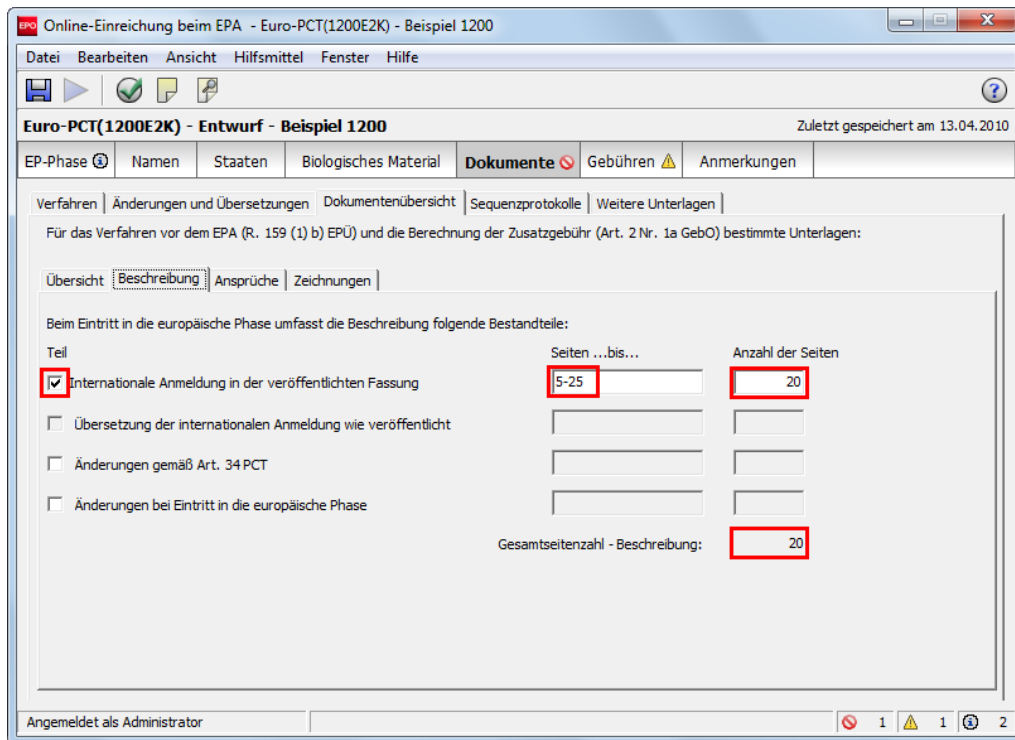 EPO Online-Einreichung beim EPA - Euro-PCT(1200E2K) - Beispiel 1200
Datei Bearbeiten Ansicht Hilfsmittel Fenster Hilfe
Euro-PCT(1200E2K) - Entwurf - Beispiel 1200 Zuletzt gespeichert am 13.04.2010
EP-Phase Namen Staaten Biologisches Material Dokumente Gebühren Anmerkungen
Verfahren Änderungen und Übersetzungen Dokumentenübersicht Sequenzprotokolle Weitere Unterlagen
Für das Verfahren vor dem EPA (R. 159 (1) b) EPÜ) und die Berechnung der Zusatzgebühr (Art. 2 Nr. 1a GebO) bestimmte Unterlagen:
Übersicht Beschreibung Ansprüche Zeichnungen
Beim Eintritt in die europäische Phase umfasst die Beschreibung folgende Bestandteile:
Teil Seiten ...bis... Anzahl der Seiten
Internationale Anmeldung in der veröffentlichten Fassung 5-25 20
Übersetzung der internationalen Anmeldung wie veröffentlicht
Änderungen gemäß Art. 34 PCT
Änderungen bei Eintritt in die europäische Phase
Gesamtseitenzahl - Beschreibung: 20
Angemeldet als Administrator 1 1 2